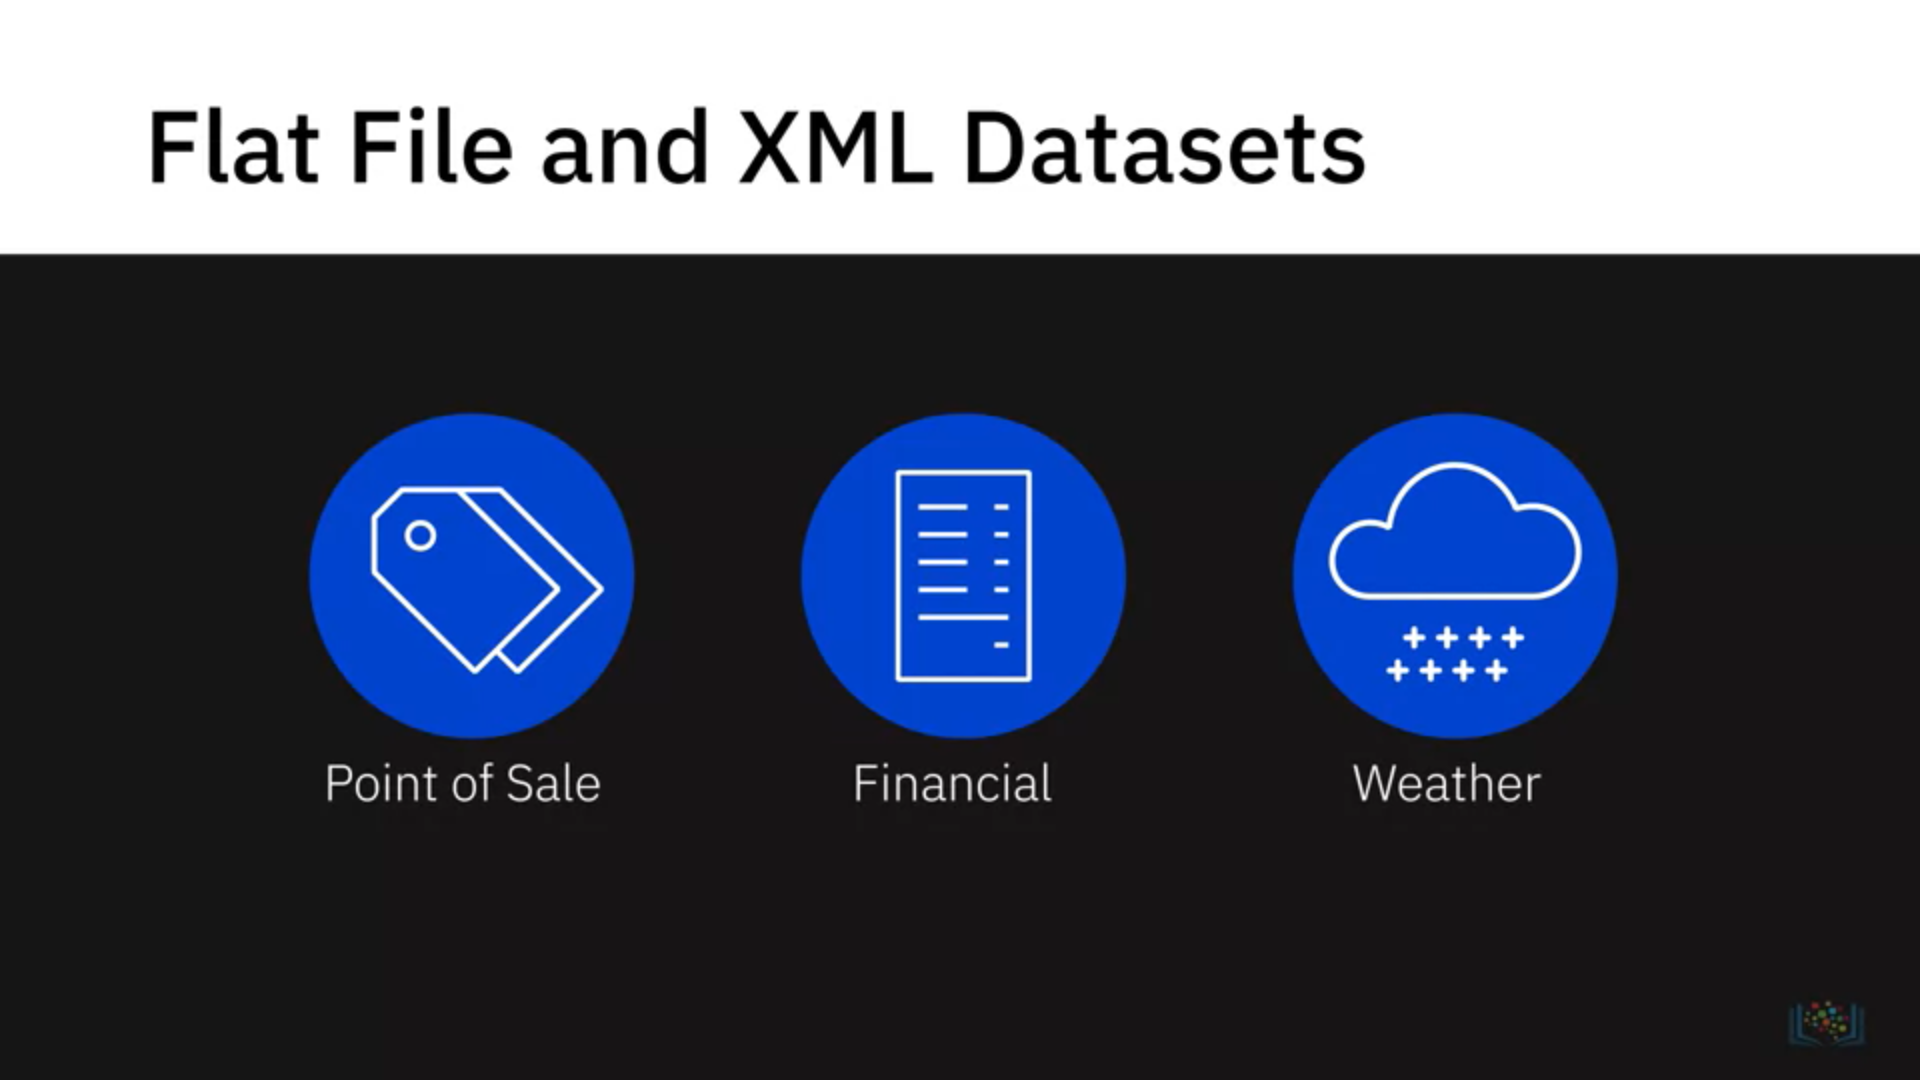 Flat File and XML Datasets
Point of Sale
Financial
Weather